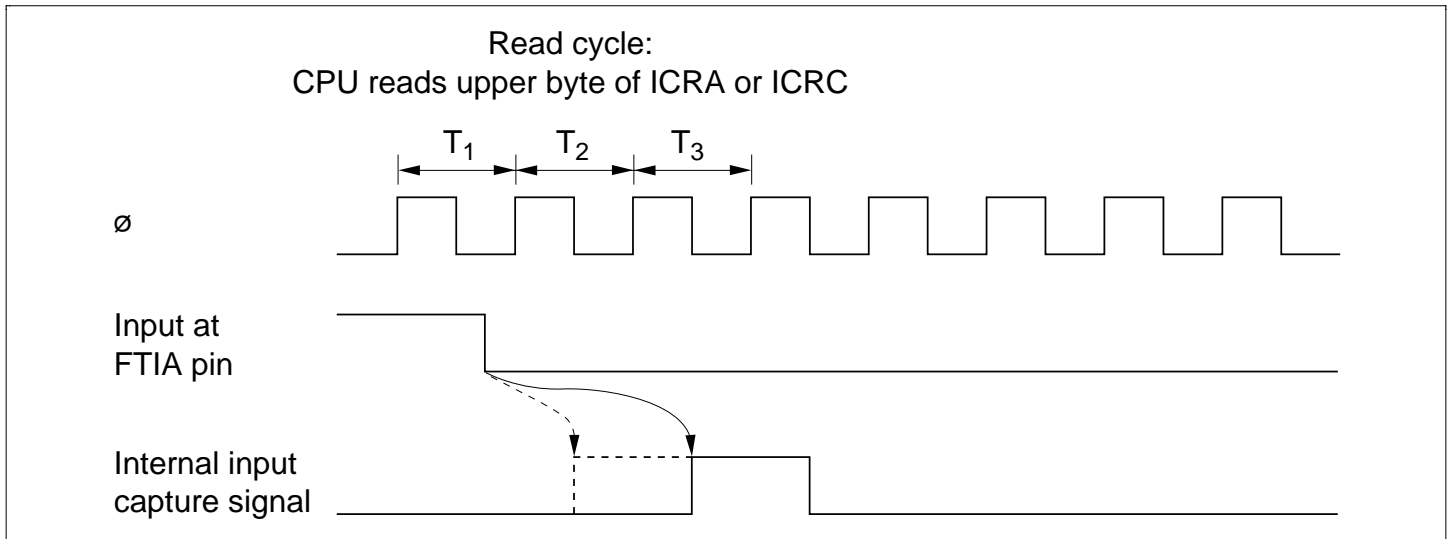 Read cycle:
CPU reads upper byte of ICRA or ICRC
T1 T2 T3
ø
Input at
FTIA pin
Internal input
capture signal